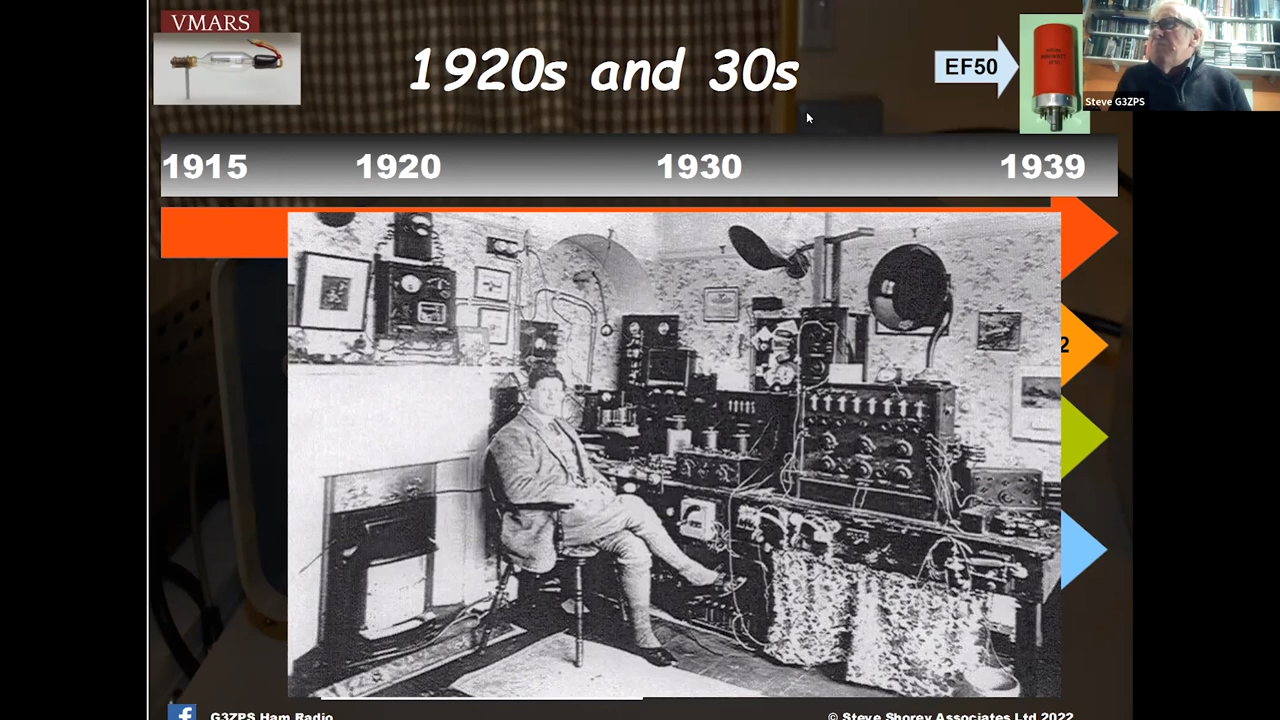 VMARS
1920s and 30s
EF50
Steve G3ZPS
1915 1920 1930 1939
2
G3ZPS Ham Radio
© Steve Shorey Associates Ltd 2022